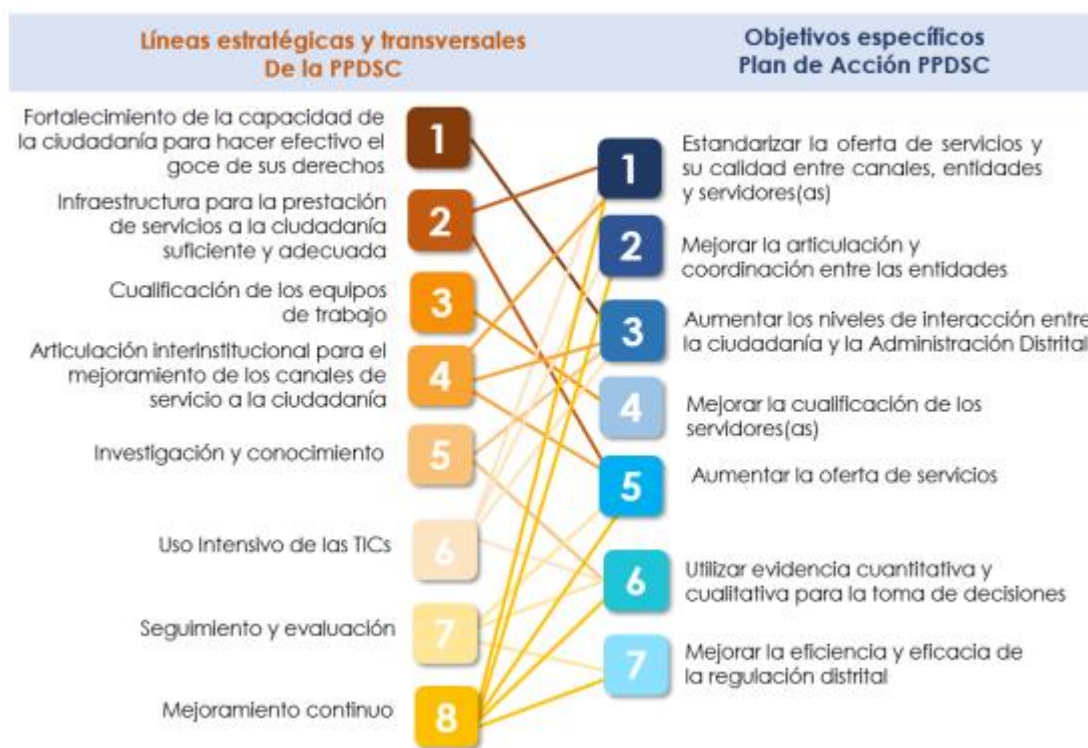 Líneas estratégicas y transversales
De la PPDSC
Objetivos específicos
Plan de Acción PPDSC
Fortalecimiento de la capacidad de
la ciudadanía para hacer efectivo el
goce de sus derechos
1
Infraestructura para la prestación
de servicios a la ciudadanía
suficiente y adecuada
2
Cualificación de los equipos
de trabajo
3
Articulación interinstitucional para el
mejoramiento de los canales de
servicio a la ciudadanía
4
Investigación y conocimiento
5
Uso Intensivo de las TICs
6
Seguimiento y evaluación
7
Mejoramiento continuo
8
1
Estandarizar la oferta de servicios y
su calidad entre canales, entidades
y servidores(as)
2
Mejorar la articulación y
coordinación entre las entidades
3
Aumentar los niveles de interacción entre
la ciudadanía y la Administración Distrital
4
Mejorar la cualificación de los
servidores(as)
5
Aumentar la oferta de servicios
6
Utilizar evidencia cuantitativa y
cualitativa para la toma de decisiones
7
Mejorar la eficiencia y eficacia de
la regulación distrital